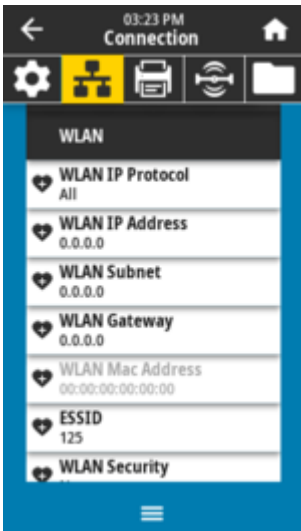 03:23 PM
Connection
WLAN
WLAN IP Protocol
All
WLAN IP Address
0.0.0.0
WLAN Subnet
0.0.0.0
WLAN Gateway
0.0.0.0
WLAN Mac Address
00:00:00:00:00:00
ESSID
125
WLAN Security